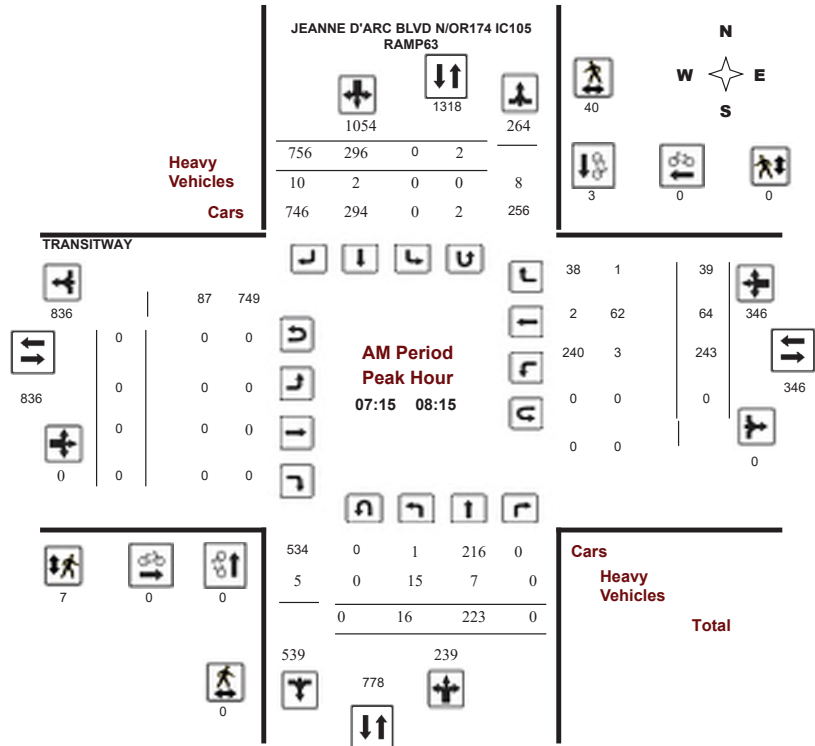 JEANNE D'ARC BLVD N/OR174 IC105
RAMP63
N
W E
S
1318
40
1054 264
756 296 0 2
Heavy
Vehicles
10 2 0 0 8
3 0 0
Cars
746 294 0 2 256
TRANSITWAY
38 1 39
836
87 749
2 62 64 346
0 0 0
AM Period
240 3 243
Peak Hour
836
0 0 0
346
07:15 08:15
0 0 0
0 0 0
0 0
0
0 0 0 0
534 0 1 216 0
Cars
5 0 15 7 0
Heavy
Vehicles
7 0 0
0 16 223 0
Total
539 239
778
0